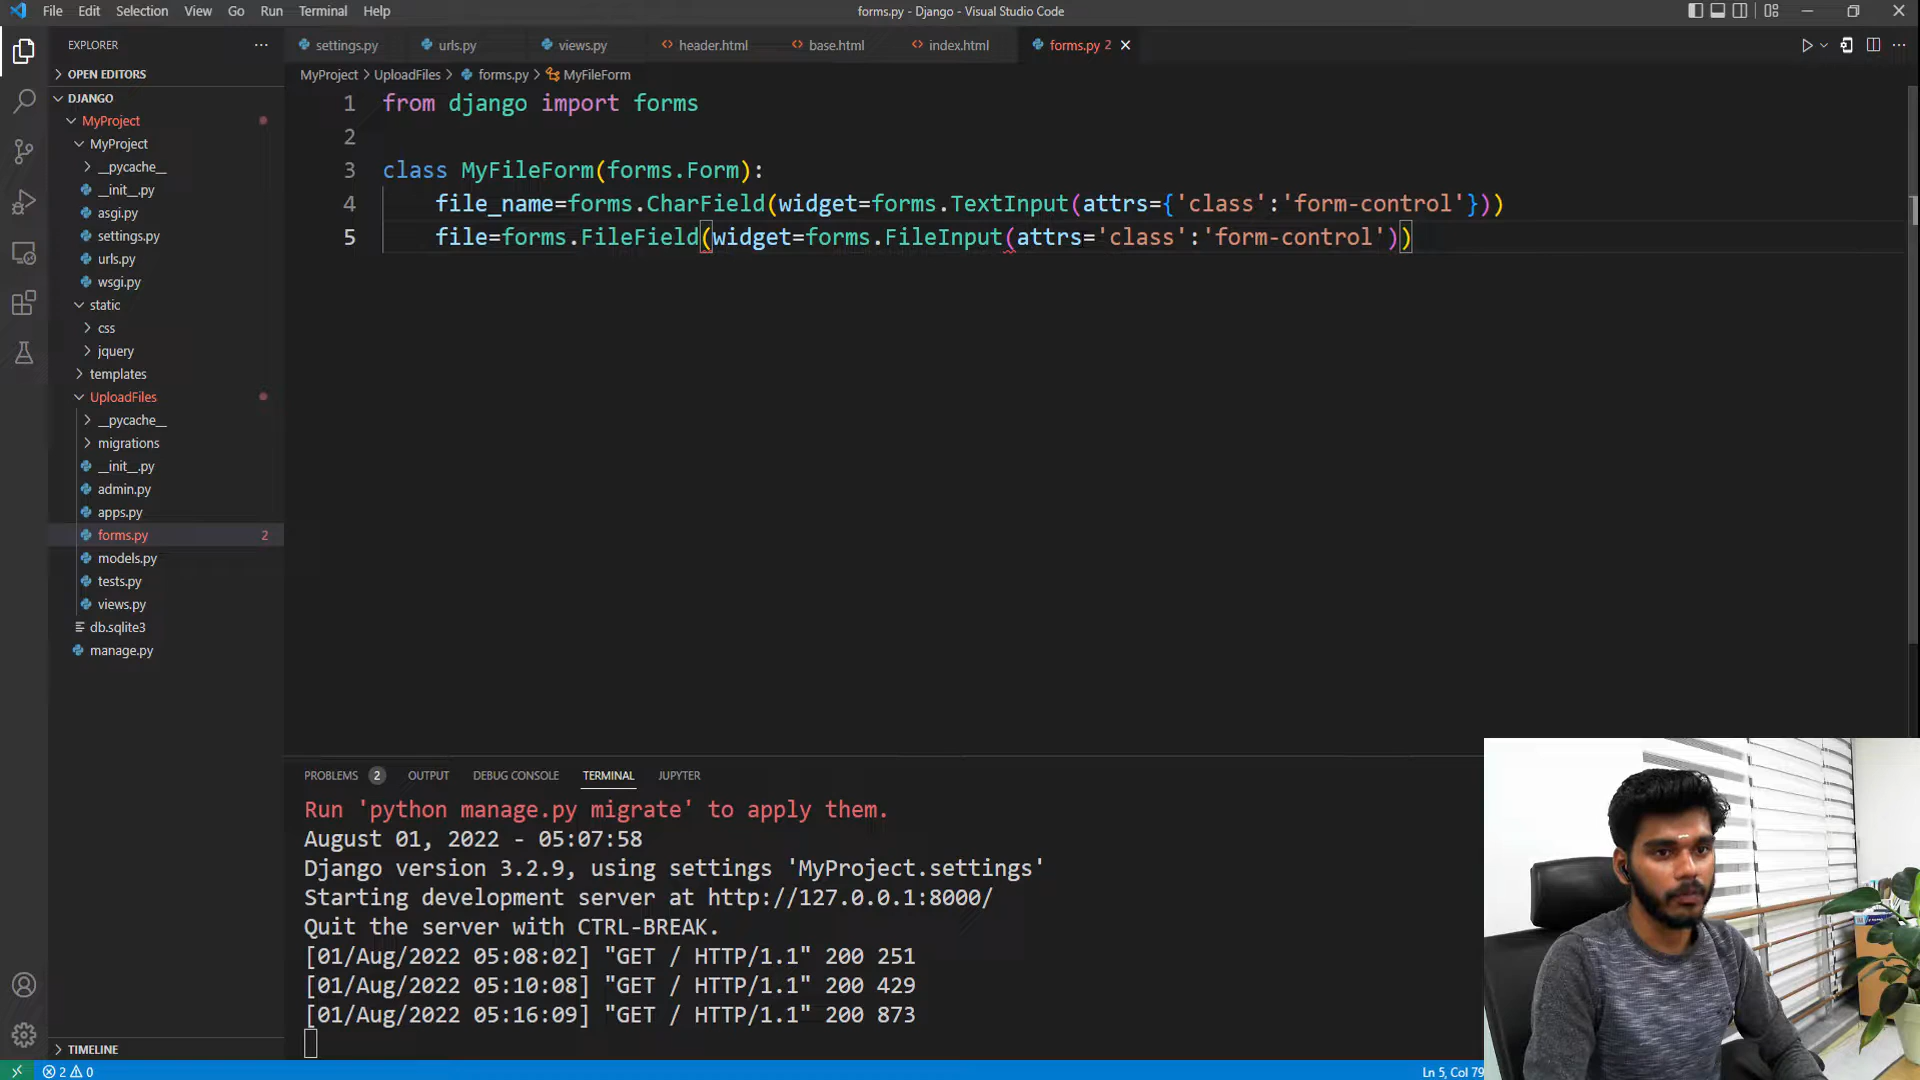 File Edit Selection View Go Run Terminal Help
forms.py - Django - Visual Studio Code
EXPLORER
OPEN EDITORS
DJANGO
MyProject
MyProject
__pycache__
__init__.py
asgi.py
settings.py
urls.py
wsgi.py
static
css
jquery
templates
UploadFiles
__pycache__
migrations
__init__.py
admin.py
apps.py
forms.py 2
models.py
tests.py
views.py
db.sqlite3
manage.py
TIMELINE
settings.py urls.py views.py header.html base.html index.html forms.py 2
MyProject > UploadFiles > forms.py > MyFileForm
1 from django import forms
2
3 class MyFileForm(forms.Form):
4 file_name=forms.CharField(widget=forms.TextInput(attrs={'class':'form-control'}))
5 file=forms.FileField(widget=forms.FileInput(attrs='class':'form-control'))
PROBLEMS 2 OUTPUT DEBUG CONSOLE TERMINAL JUPYTER
Run 'python manage.py migrate' to apply them.
August 01, 2022 - 05:07:58
Django version 3.2.9, using settings 'MyProject.settings'
Starting development server at http://127.0.0.1:8000/
Quit the server with CTRL-BREAK.
[01/Aug/2022 05:08:02] "GET / HTTP/1.1" 200 251
[01/Aug/2022 05:10:08] "GET / HTTP/1.1" 200 429
[01/Aug/2022 05:16:09] "GET / HTTP/1.1" 200 873
2 0
Ln 5, Col 79